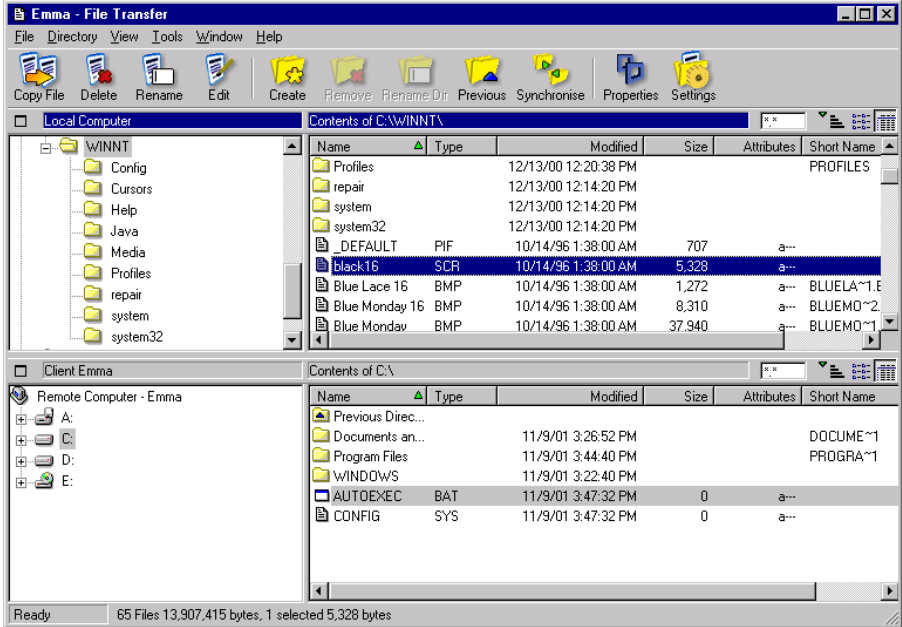 Emma - File Transfer
File Directory View Tools Window Help
Copy File Delete Rename Edit Create Remove Rename Dir Previous Synchronise Properties Settings
Local Computer Contents of C:\WINNT\ *.*
WINNT
Config
Cursors
Help
Java
Media
Profiles
repair
system
system32
Name Type Modified Size Attributes Short Name
Profiles 12/13/00 12:20:38 PM PROFILES
repair 12/13/00 12:14:20 PM
system 12/13/00 12:14:20 PM
system32 12/13/00 12:14:20 PM
_DEFAULT PIF 10/14/96 1:38:00 AM 707 a---
black16 SCR 10/14/96 1:38:00 AM 5,328 a---
Blue Lace 16 BMP 10/14/96 1:38:00 AM 1,272 a--- BLUELA~1.B
Blue Monday 16 BMP 10/14/96 1:38:00 AM 8,310 a--- BLUEMO~2.
Blue Monday BMP 10/14/96 1:38:00 AM 37,940 a--- BLUEMO~1.
Client Emma Contents of C:\ *.*
Remote Computer - Emma
A:
C:
D:
E:
Name Type Modified Size Attributes Short Name
Previous Direc...
Documents an... 11/9/01 3:26:52 PM DOCUME~1
Program Files 11/9/01 3:44:40 PM PROGRA~1
WINDOWS 11/9/01 3:22:40 PM
AUTOEXEC BAT 11/9/01 3:47:32 PM 0 a---
CONFIG SYS 11/9/01 3:47:32 PM 0 a---
Ready 65 Files 13,907,415 bytes, 1 selected 5,328 bytes